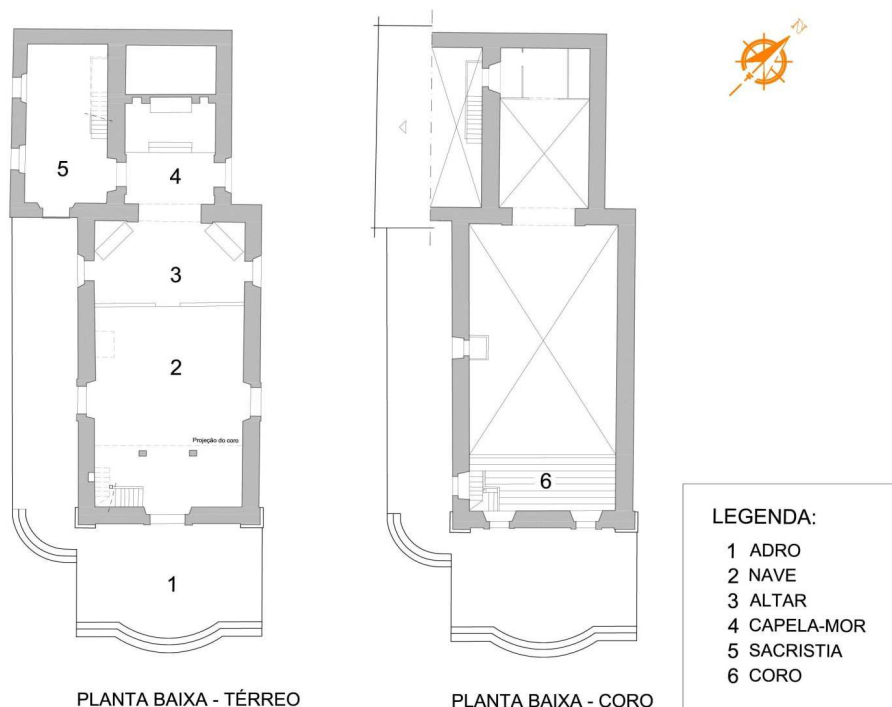 N
5
4
3
2
Projeção do coro
1
PLANTA BAIXA - TÉRREO
6
PLANTA BAIXA - CORO
LEGENDA:
1 ADRO
2 NAVE
3 ALTAR
4 CAPELA-MOR
5 SACRISTIA
6 CORO